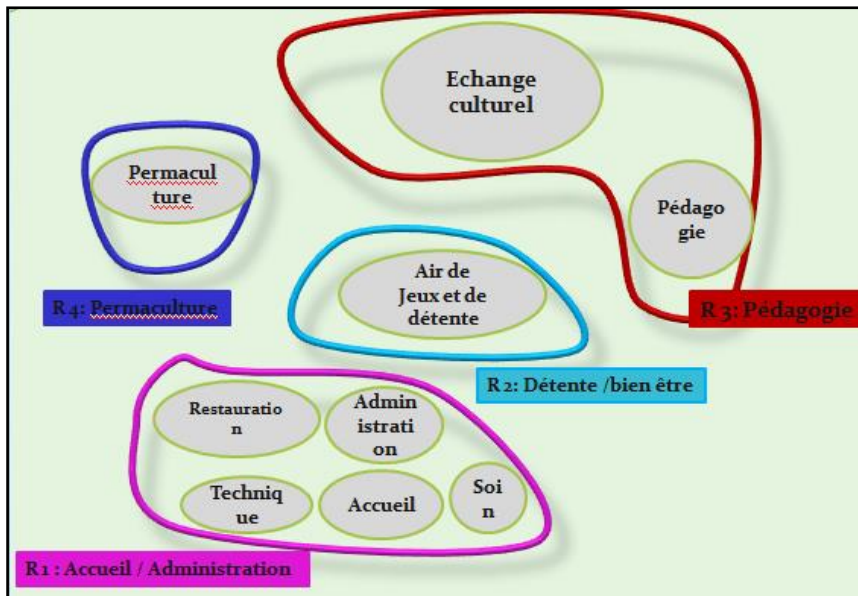 Echange
culturel
Permacul
ture
Pédago
gie
Air de
Jeux et de
détente
R4: Permaculture
R 3: Pédagogie
R2: Détente /bien être
Restauratio
n
Admin
istrati
on
Techniq
ue
Accueil
Soi
n
R1 : Accueil / Administration